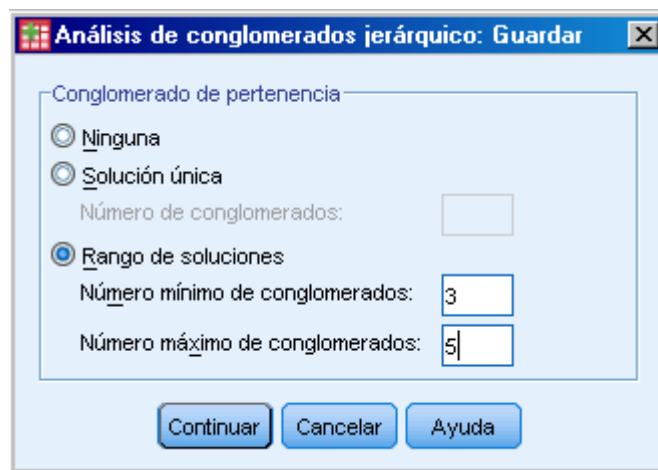 Análisis de conglomerados jerárquico: Guardar
Conglomerado de pertenencia
Ninguna
Solución única
Número de conglomerados:
Rango de soluciones
Número mínimo de conglomerados: 3
Número máximo de conglomerados: 5
Continuar Cancelar Ayuda